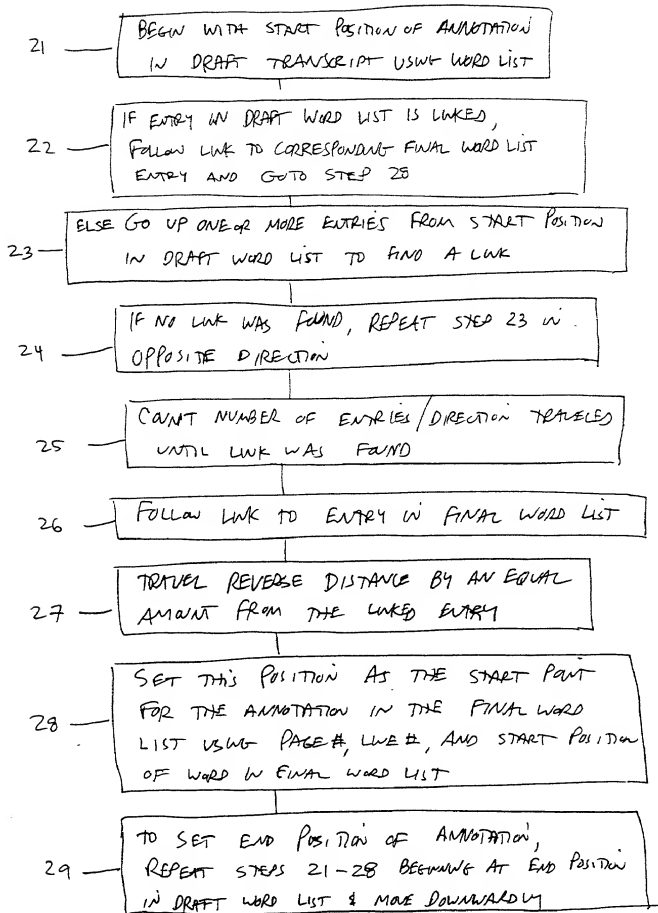 21
BEGIN WITH START POSITION OF ANNOTATION
IN DRAFT TRANSCRIPT USING WORD LIST
22
IF ENTRY IN DRAFT WORD LIST IS LINKED,
FOLLOW LINK TO CORRESPONDING FINAL WORD LIST
ENTRY AND GOTO STEP 28
23
ELSE GO UP ONE OR MORE ENTRIES FROM START POSITION
IN DRAFT WORD LIST TO FIND A LINK
24
IF NO LINK WAS FOUND, REPEAT STEP 23 IN
OPPOSITE DIRECTION
25
COUNT NUMBER OF ENTRIES/DIRECTION TRAVELED
UNTIL LINK WAS FOUND
26
FOLLOW LINK TO ENTRY IN FINAL WORD LIST
27
TRAVEL REVERSE DISTANCE BY AN EQUAL
AMOUNT FROM THE LINKED ENTRY
28
SET THIS POSITION AS THE START POINT
FOR THE ANNOTATION IN THE FINAL WORD
LIST USING PAGE #, LINE #, AND START POSITION
OF WORD IN FINAL WORD LIST
29
TO SET END POSITION OF ANNOTATION,
REPEAT STEPS 21-28 BEGINNING AT END POSITION
IN DRAFT WORD LIST & MOVE DOWNWARDLY